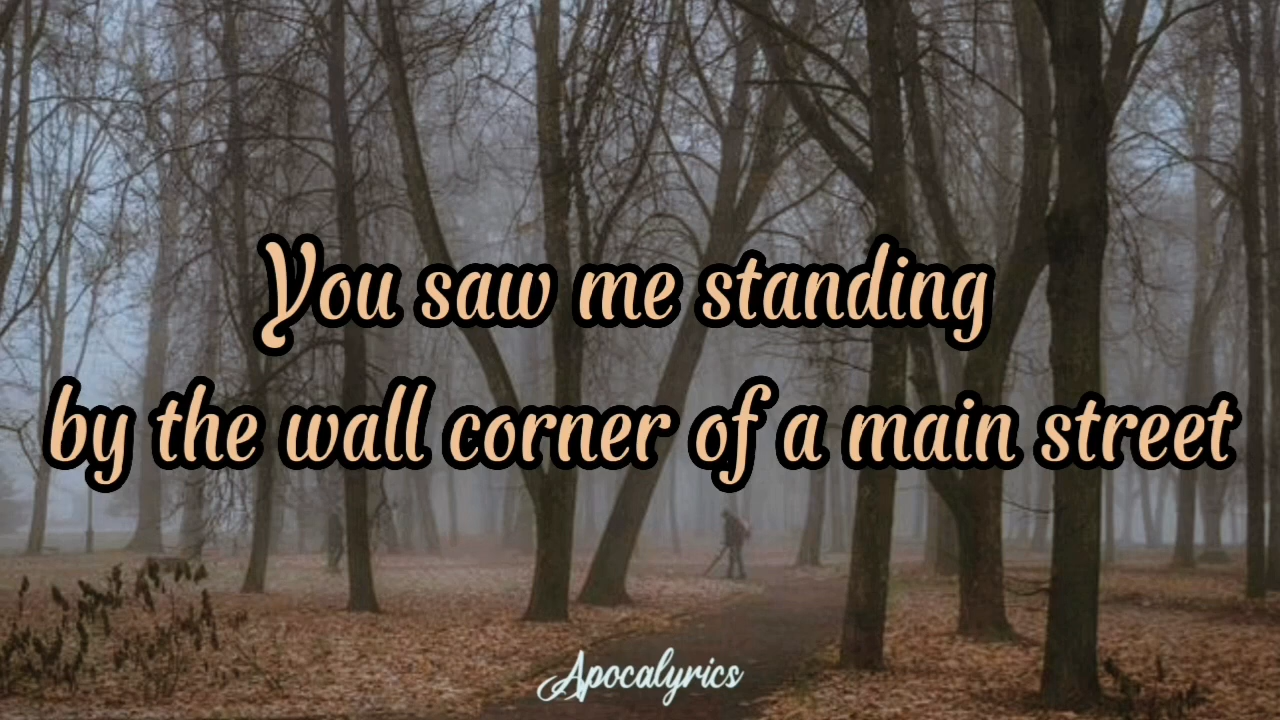 You saw me standing
by the wall corner of a main street
Apocalyrics